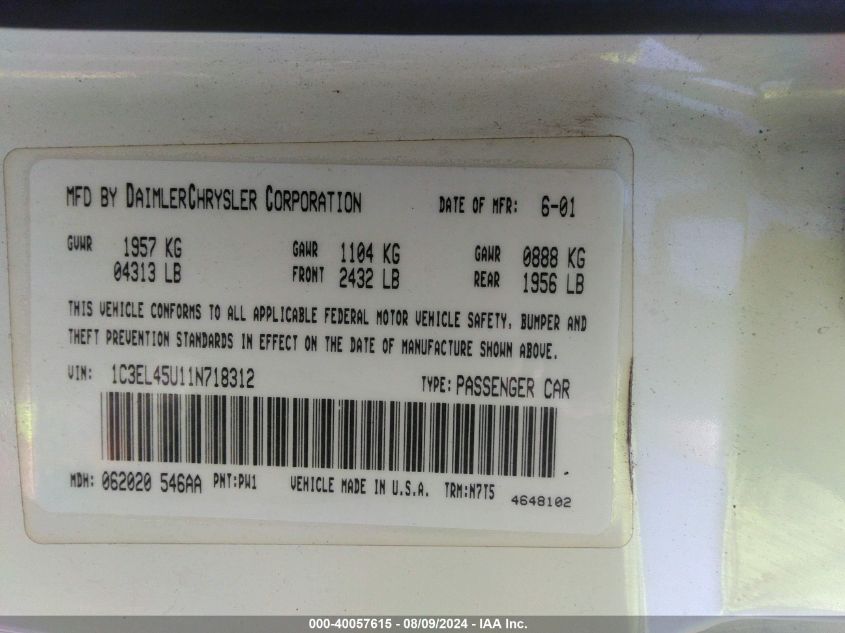 MFD BY DAIMLERCHRYSLER CORPORATION DATE OF MFR: 6-01
GVWR 1957 KG GAWR 1104 KG GAWR 0888 KG
04313 LB FRONT 2432 LB REAR 1956 LB
THIS VEHICLE CONFORMS TO ALL APPLICABLE FEDERAL MOTOR VEHICLE SAFETY, BUMPER AND
THEFT PREVENTION STANDARDS IN EFFECT ON THE DATE OF MANUFACTURE SHOWN ABOVE.
VIN: 1C3EL45U11N718312 TYPE: PASSENGER CAR
MDH: 062020 546AA PNT:PW1 VEHICLE MADE IN U.S.A. TRM:N7T5
4648102
000-40057615 - 08/09/2024 - IAA Inc.